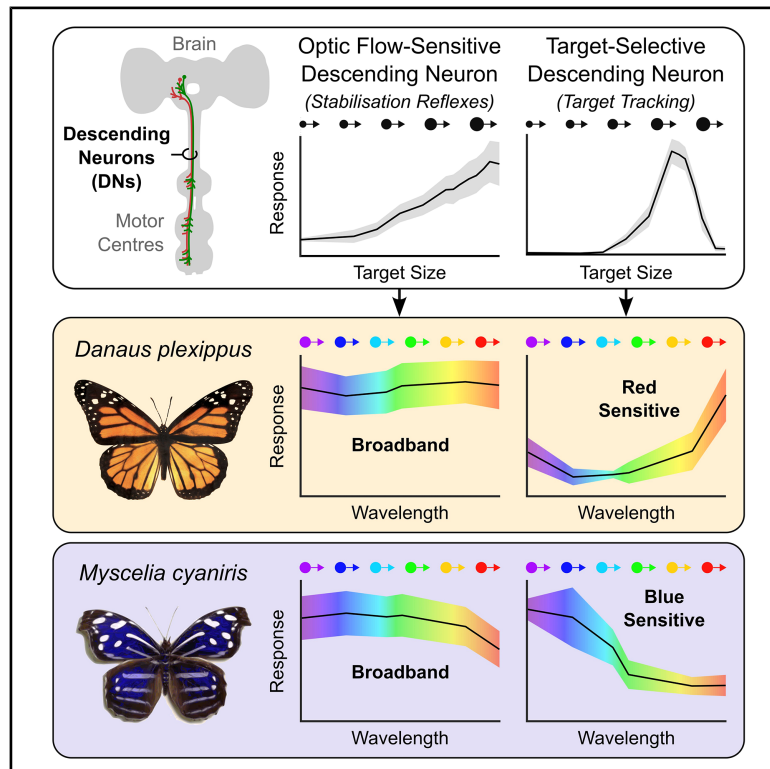 Brain
Descending
Neurons
(DNs)
Motor
Centres
Optic Flow-Sensitive
Descending Neuron
(Stabilisation Reflexes)
Response
Target Size
Target-Selective
Descending Neuron
(Target Tracking)
Target Size
Danaus plexippus
Response
Broadband
Wavelength
Red
Sensitive
Wavelength
Myscelia cyaniris
Response
Broadband
Wavelength
Blue
Sensitive
Wavelength